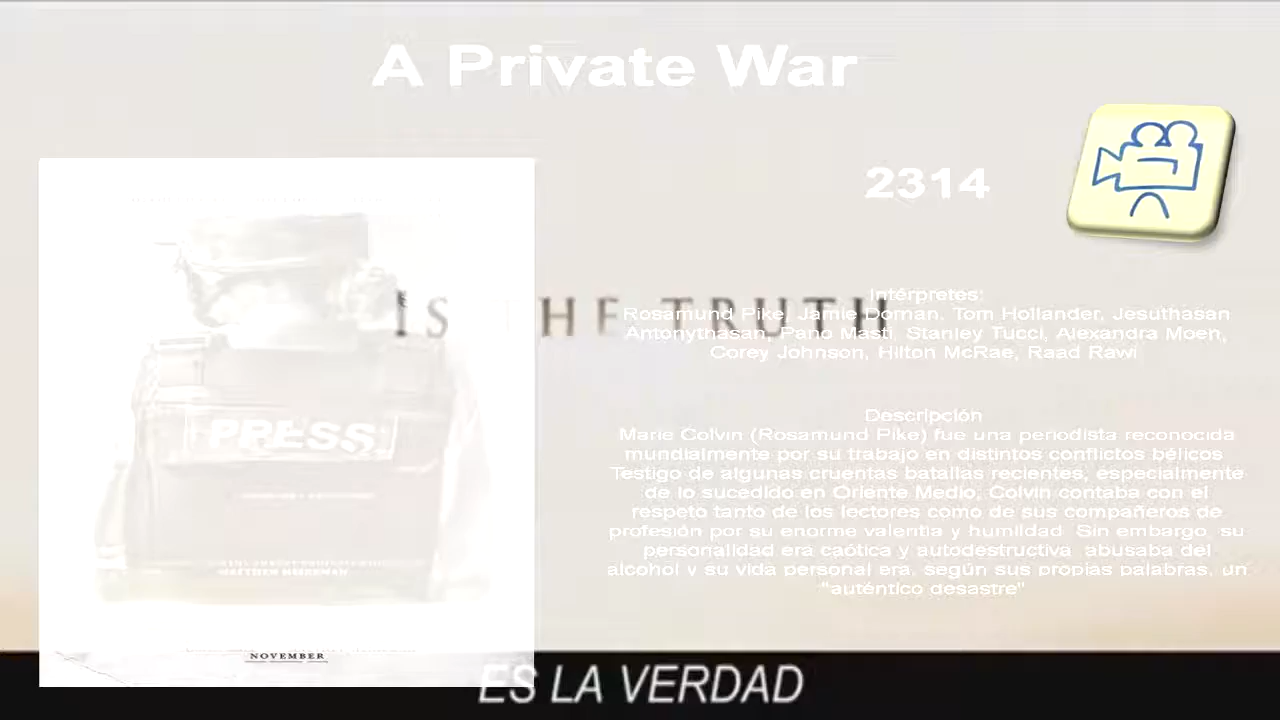 A Private War
2314
IS THE TRUTH
Intérpretes:
Rosamund Pike, Jamie Dornan. Tom Hollander, Jesuthasan
Antonythasan, Pano Masti, Stanley Tucci, Alexandra Moen,
Corey Johnson, Hilton McRae, Raad Rawi
Descripción
Marie Colvin (Rosamund Pike) fue una periodista reconocida
mundialmente por su trabajo en distintos conflictos bélicos
Testigo de algunas cruentas batallas recientes, especialmente
de lo sucedido en Oriente Medio, Colvin contaba con el
respeto tanto de los lectores como de sus compañeros de
profesión por su enorme valentía y humildad Sin embargo, su
personalidad era caótica y autodestructiva abusaba del
alcohol y su vida personal era, según sus propias palabras, un
"auténtico desastre"
PRESS
NOVEMBER
ES LA VERDAD